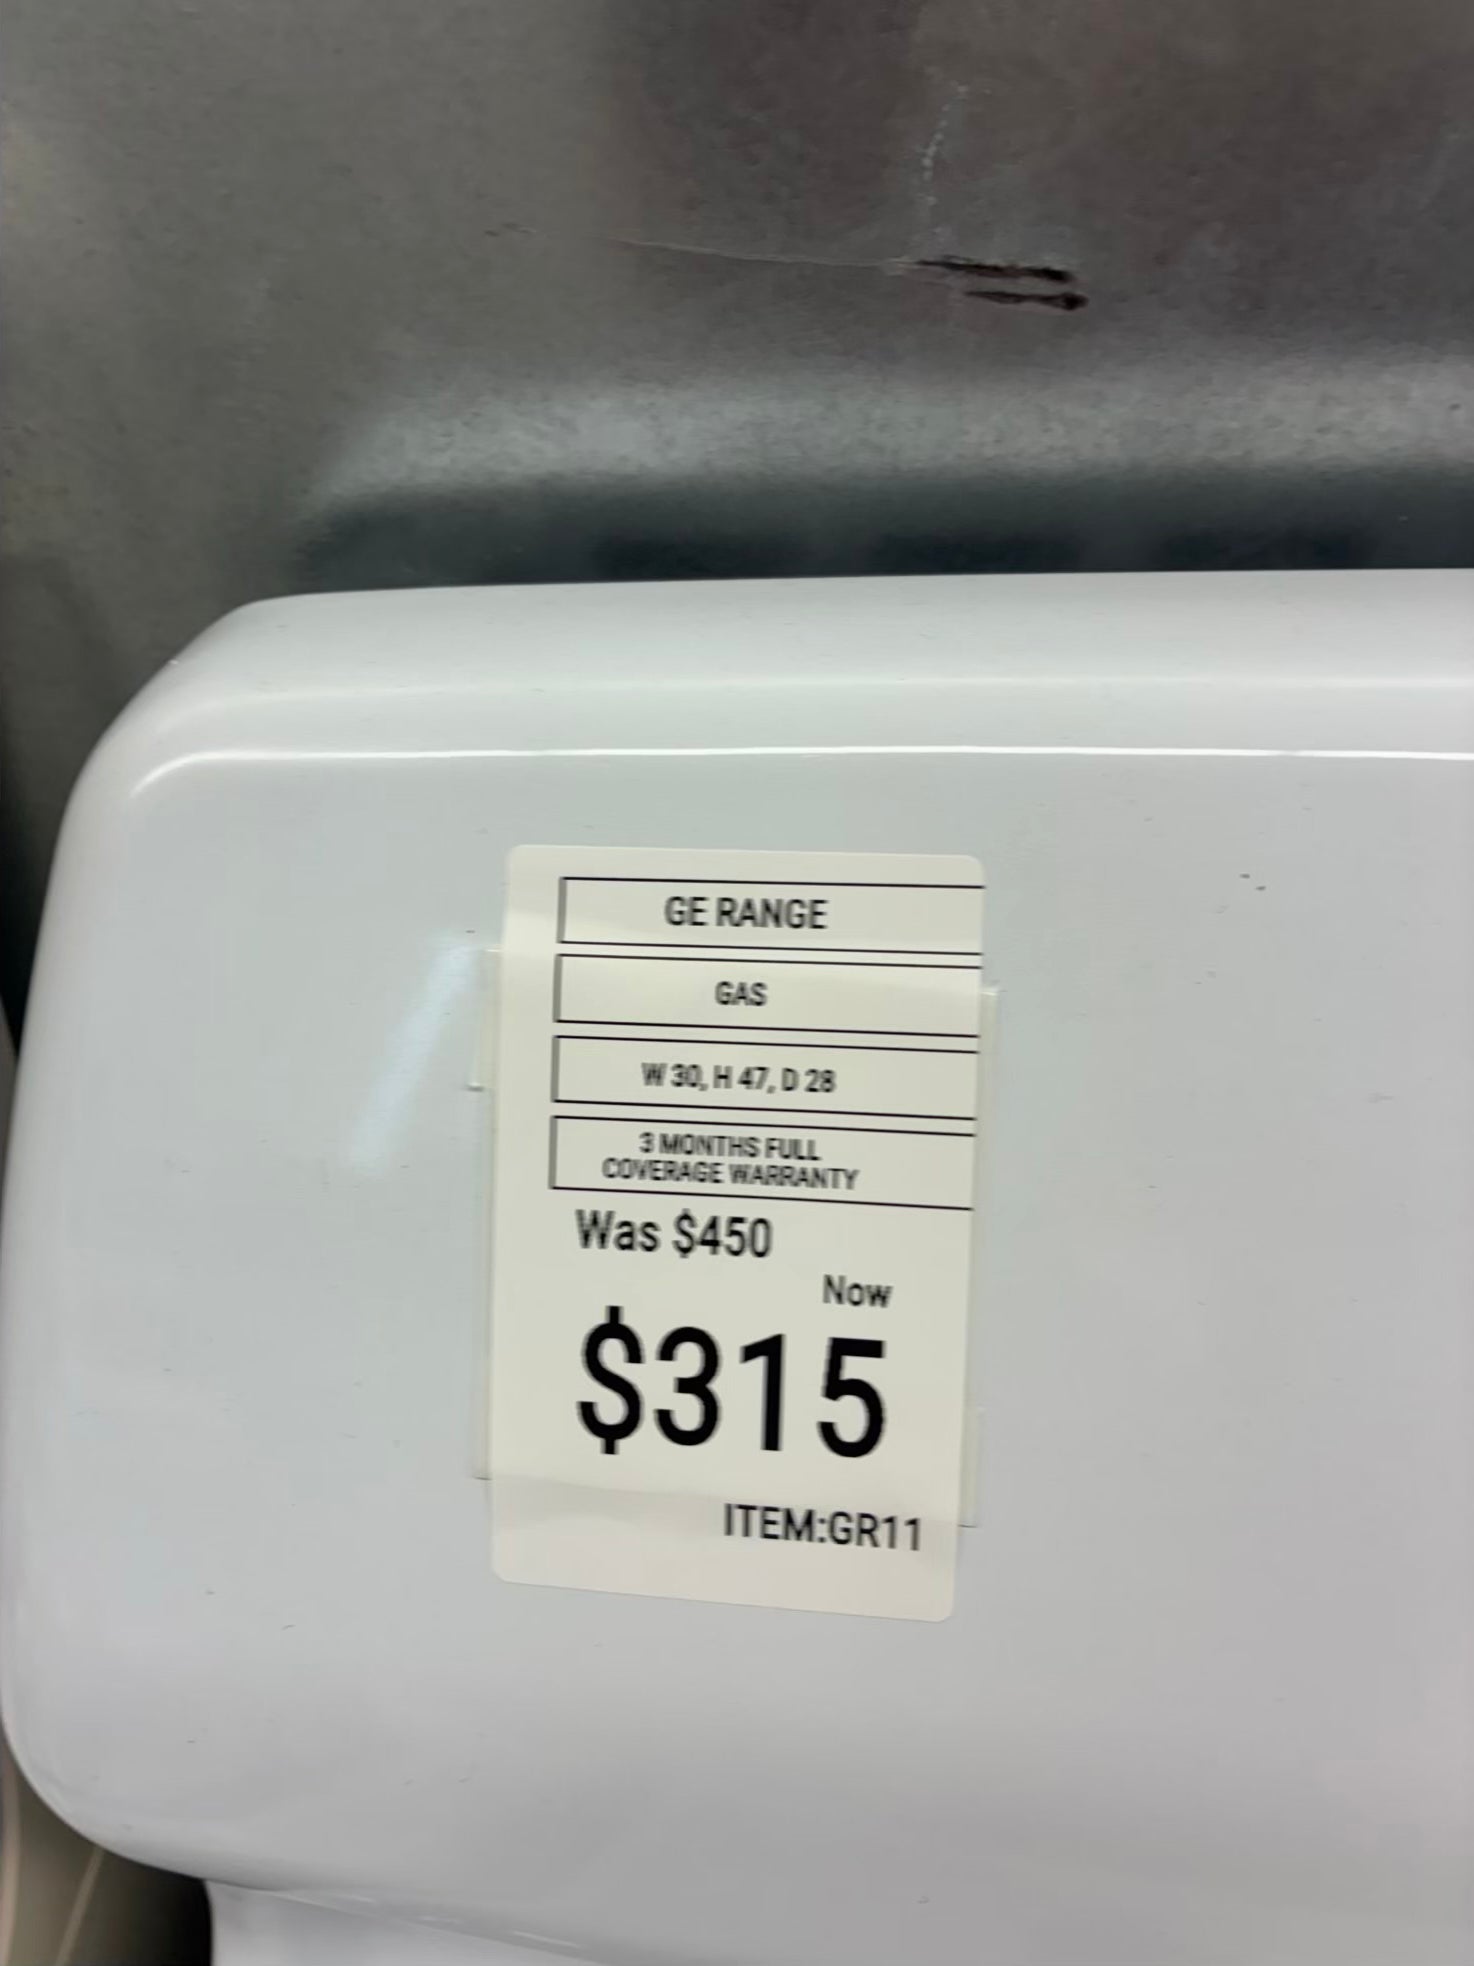 GE RANGE
GAS
W 30, H 47, D 28
3 MONTHS FULL
COVERAGE WARRANTY
Was $450
Now
$315
ITEM:GR11